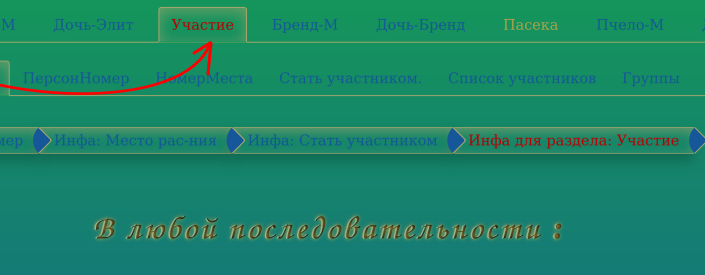 М Дочь-Элит Участие Бренд-М Дочь-Бренд Пасека Пчело-М
ПерсонНомер НомерМеста Стать участником. Список участников Группы
мер Инфа: Место рас-ния Инфа: Стать участником Инфа для раздела: Участие
В любой последовательности :